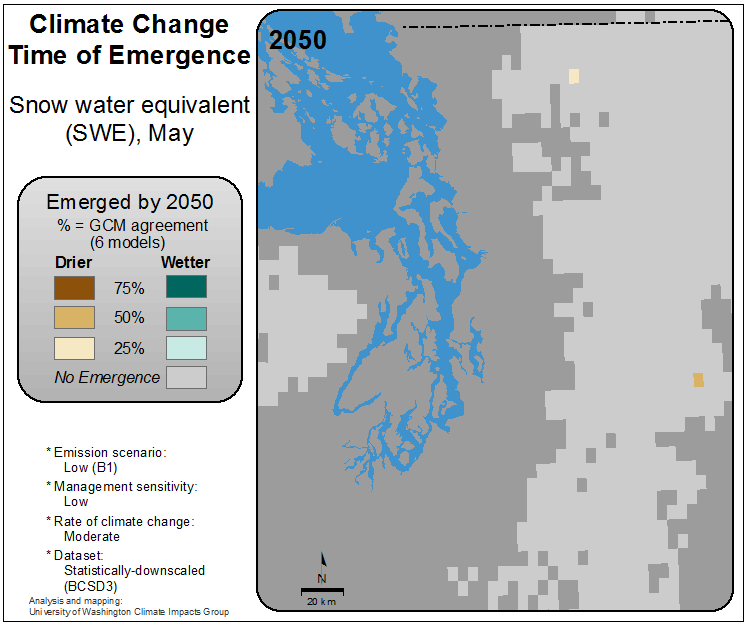 Climate Change
Time of Emergence
Snow water equivalent
(SWE), May
Emerged by 2050
% = GCM agreement
(6 models)
Drier Wetter
75%
50%
25%
No Emergence
* Emission scenario:
Low (B1)
* Management sensitivity:
Low
* Rate of climate change:
Moderate
* Dataset:
Statistically-downscaled
(BCSD3)
Analysis and mapping:
University of Washington Climate Impacts Group
2050
N
20 km